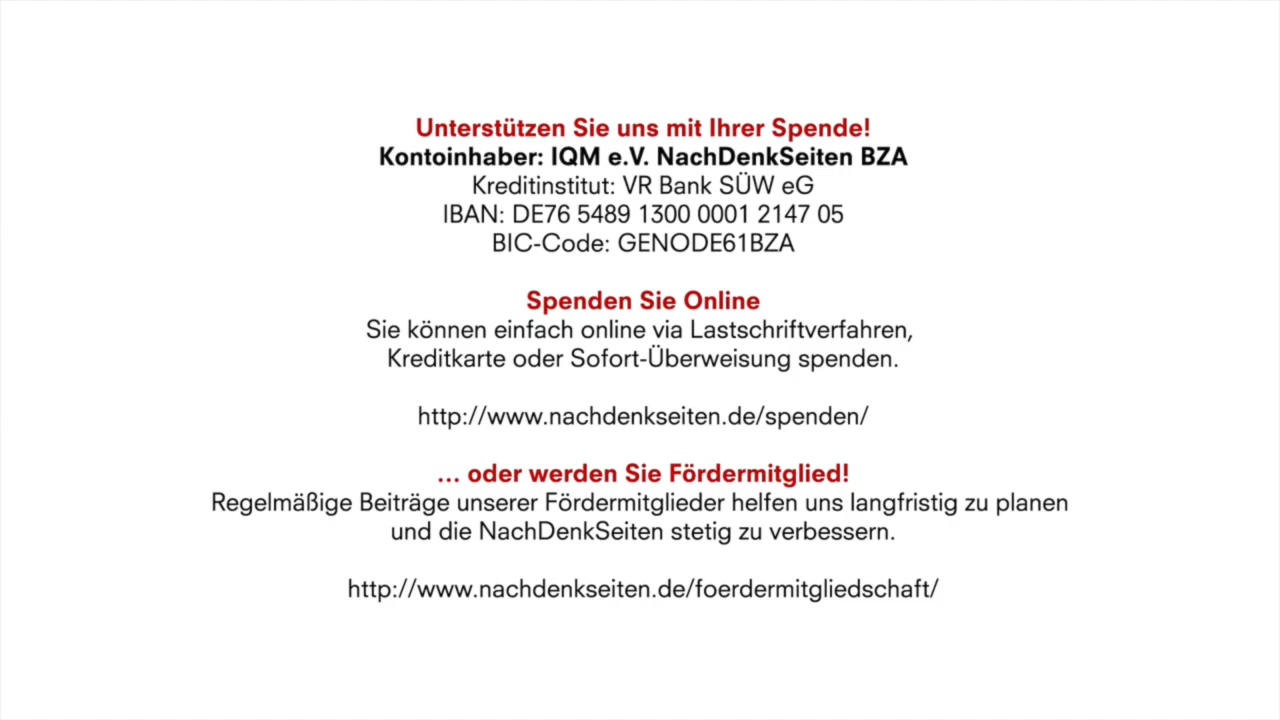 Unterstützen Sie uns mit Ihrer Spende!
Kontoinhaber: IQM e.V. NachDenkSeiten BZA
Kreditinstitut: VR Bank SÜW eG
IBAN: DE76 5489 1300 0001 2147 05
BIC-Code: GENODE61BZA
Spenden Sie Online
Sie können einfach online via Lastschriftverfahren,
Kreditkarte oder Sofort-Überweisung spenden.
http://www.nachdenkseiten.de/spenden/
... oder werden Sie Fördermitglied!
Regelmäßige Beiträge unserer Fördermitglieder helfen uns langfristig zu planen
und die NachDenkSeiten stetig zu verbessern.
http://www.nachdenkseiten.de/foerdermitgliedschaft/